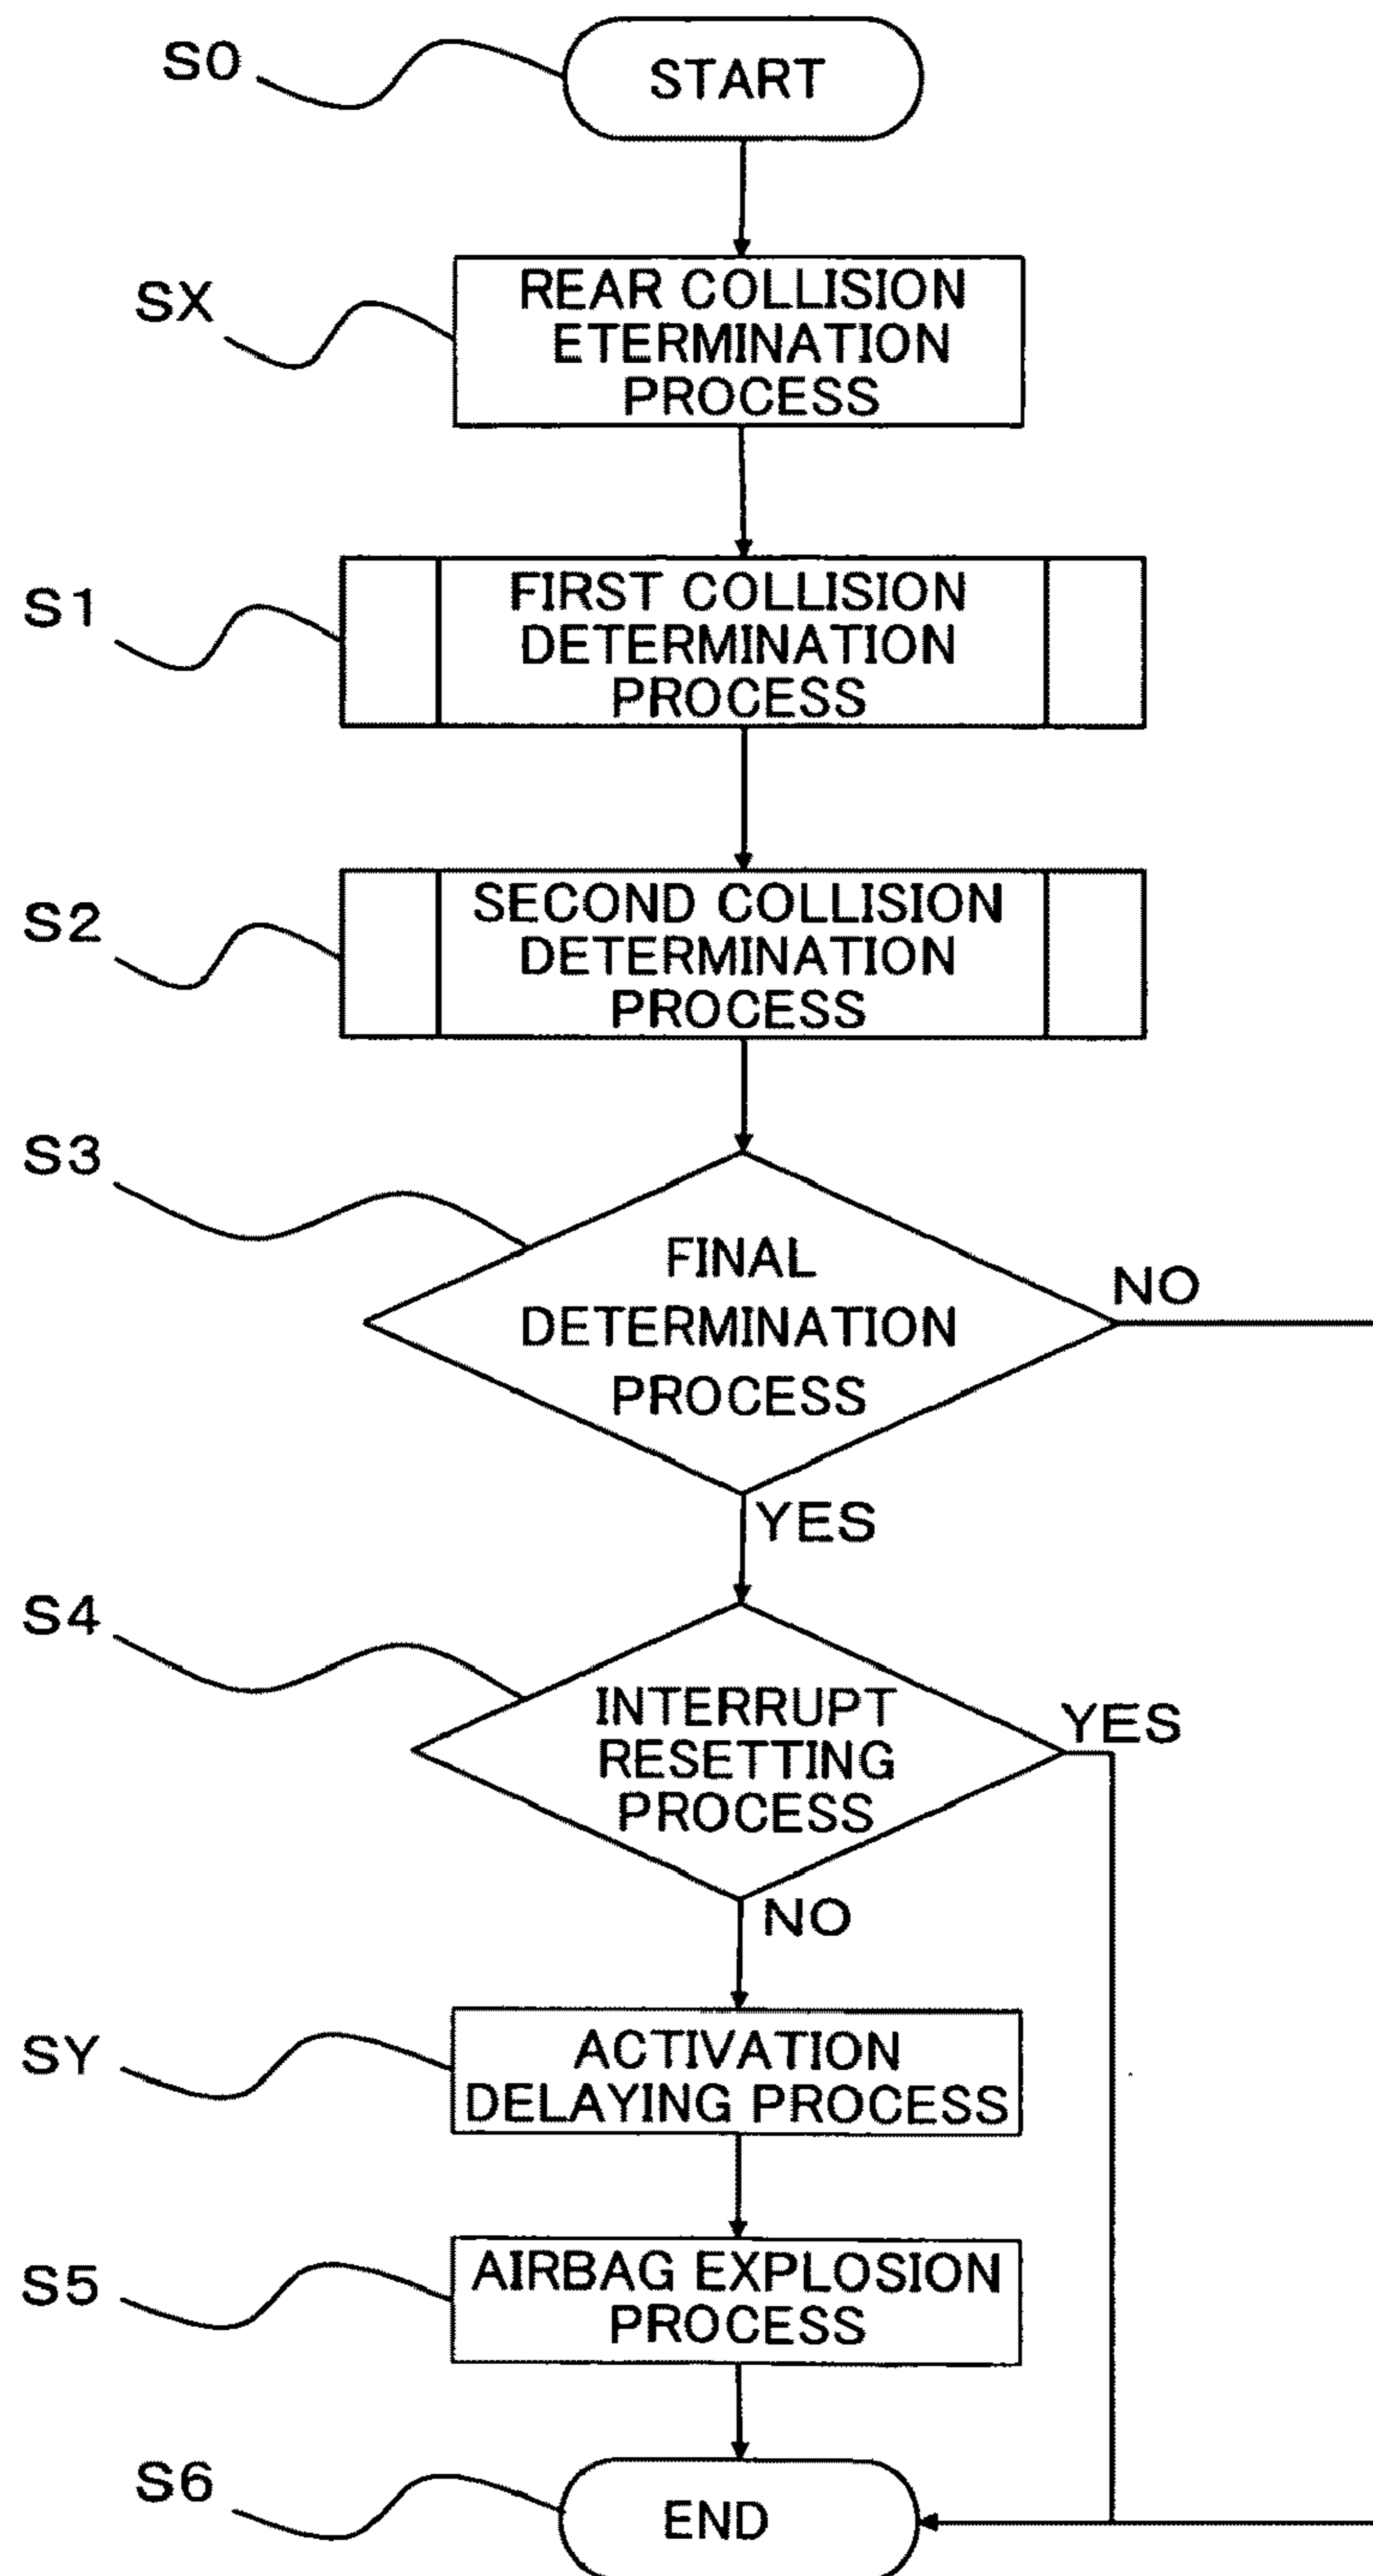 S0
START
SX
REAR COLLISION
ETERMINATION
PROCESS
S1
FIRST COLLISION
DETERMINATION
PROCESS
S2
SECOND COLLISION
DETERMINATION
PROCESS
S3
FINAL
DETERMINATION
PROCESS
NO
YES
S4
INTERRUPT
RESETTING
PROCESS
YES
NO
SY
ACTIVATION
DELAYING PROCESS
S5
AIRBAG EXPLOSION
PROCESS
S6
END